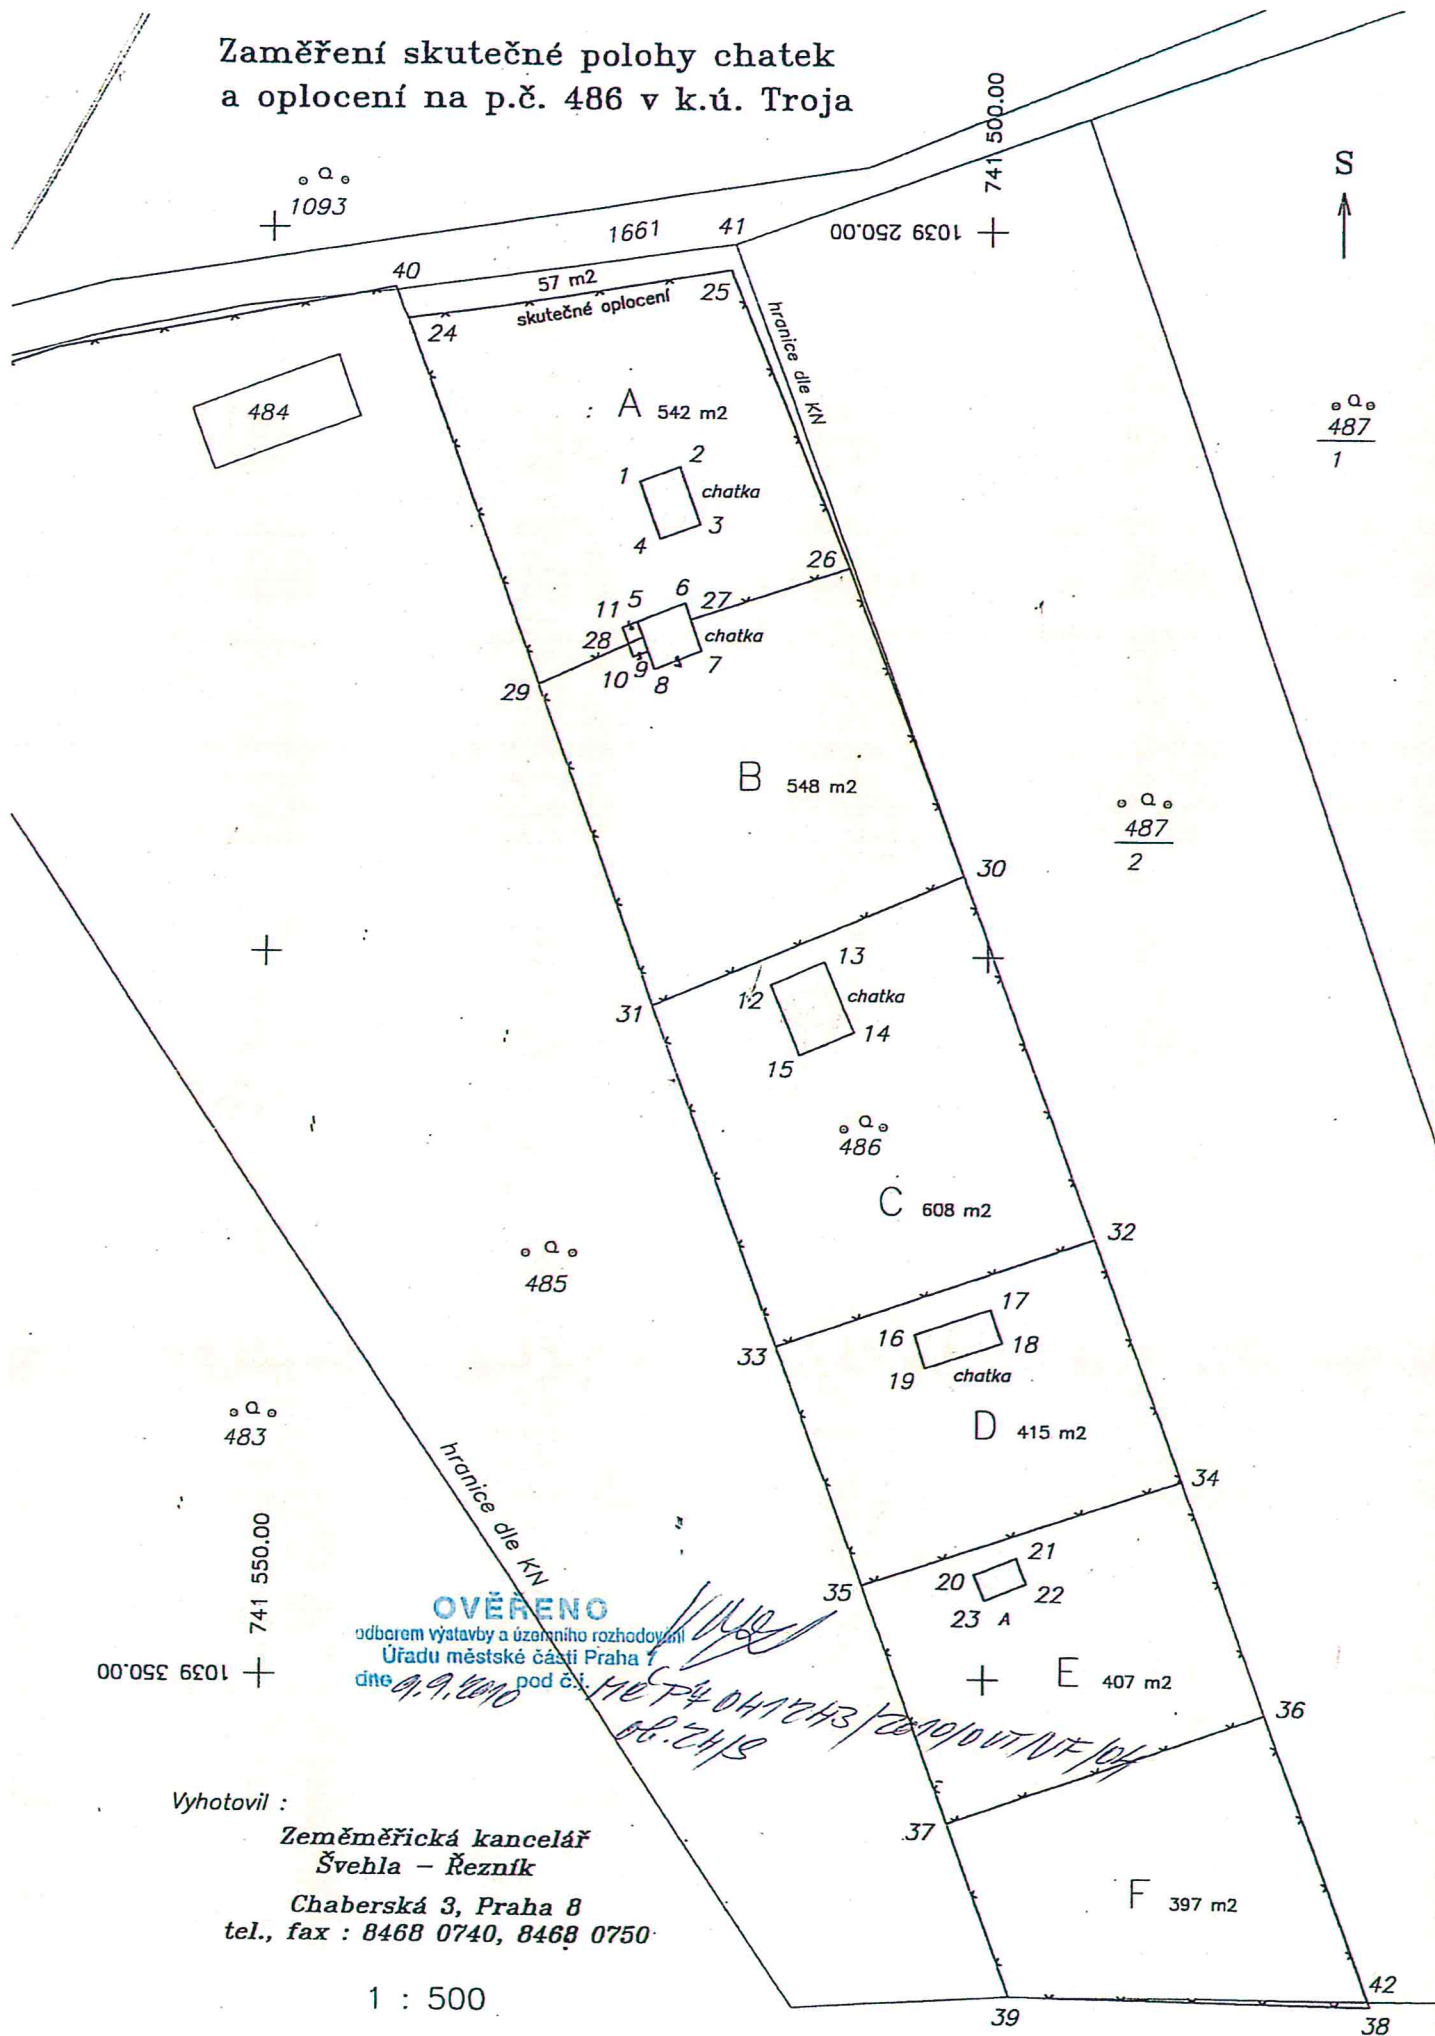 Zaměření skutečné polohy chatek
a oplocení na p.č. 486 v k.ú. Troja
741 500.00
S
1093
1661
41
1039 250.00
40
57 m2
25
skutečné oplocení
24
hranice dle KN
484
A 542 m2
487
1
2
1
chatka
3
4
26
6
27
11 5
28
chatka
7
10 9
8
29
B 548 m2
487
2
30
13
12
chatka
31
14
15
486
C 608 m2
32
485
17
16
18
33
19
chatka
D 415 m2
483
hranice dle KN
34
741 550.00
21
20
35
22
23 A
OVĚŘENO
odborem výstavby a územního rozhodování
Úřadu městské části Praha 7
dne 9.9.2010 pod č.j.
1039 350.00
E 407 m2
36
Vyhotovil :
37
Zeměměřická kancelář
Švehla – Řezník
Chaberská 3, Praha 8
tel., fax : 8468 0740, 8468 0750
F 397 m2
1 : 500
42
39
38